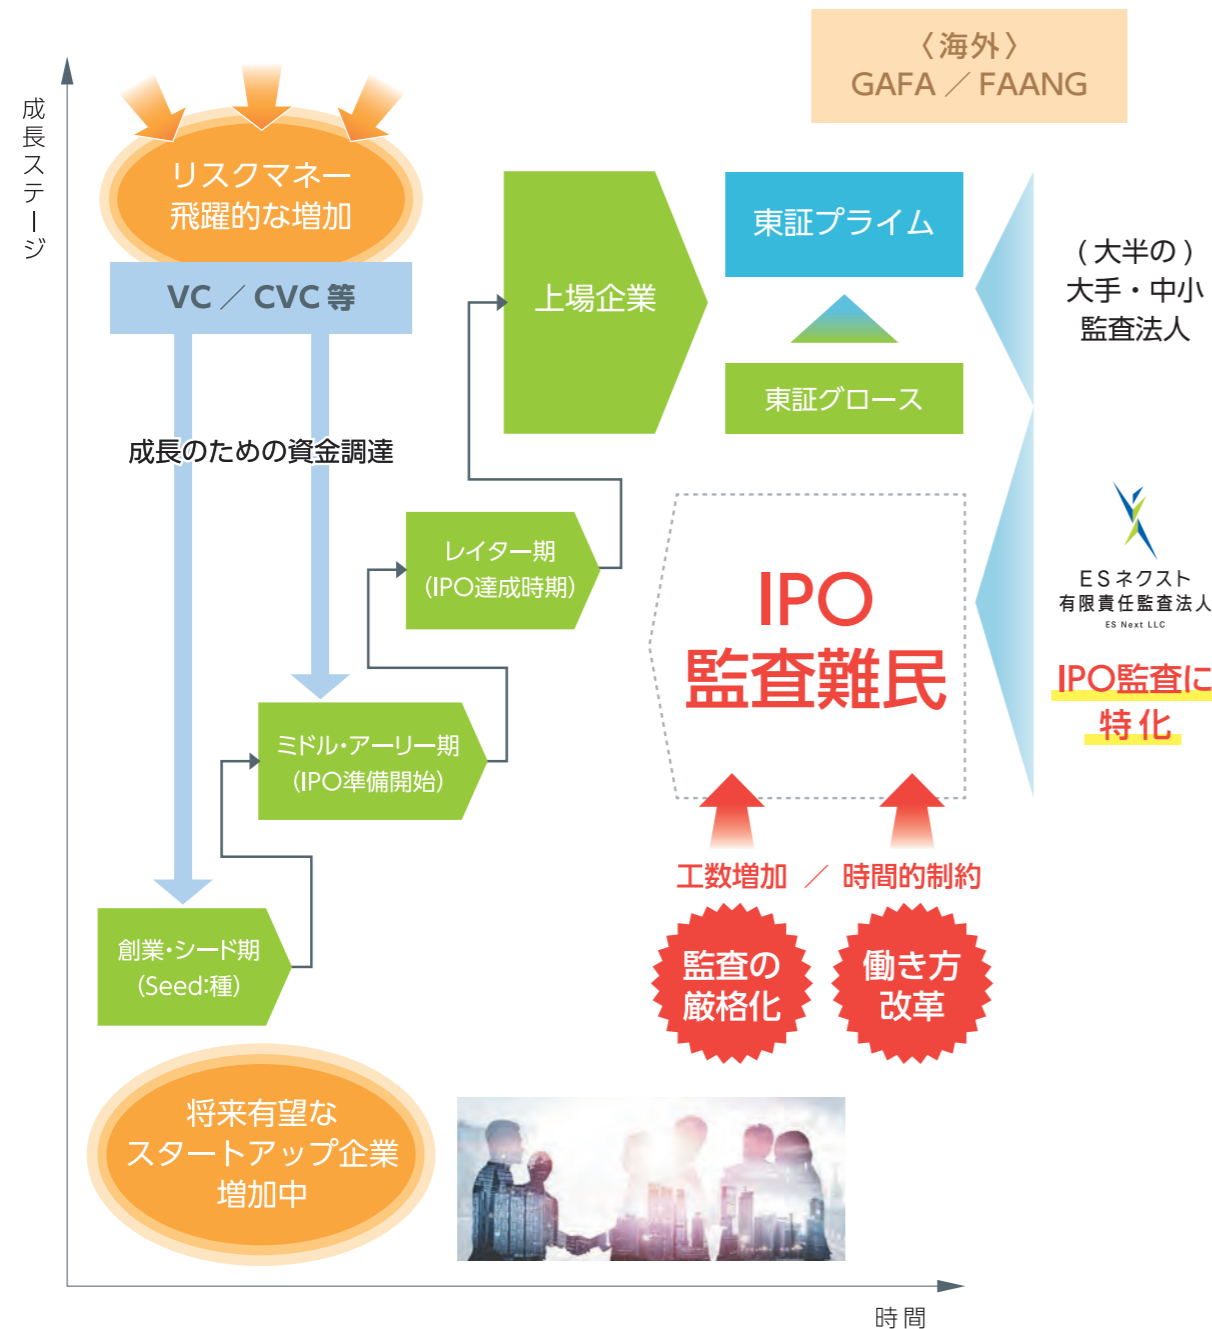 〈海外〉
GAFA ／ FAANG
成長ステージ
リスクマネー
飛躍的な増加
VC ／ CVC 等
成長のための資金調達
上場企業
東証プライム
東証グロース
(大半の)
大手・中小
監査法人
レイター期
(IPO達成時期)
ミドル・アーリー期
(IPO準備開始)
創業・シード期
(Seed:種)
IPO
監査難民
ESネクスト
有限責任監査法人
ES Next LLC
IPO監査に
特化
工数増加 ／ 時間的制約
監査の
厳格化
働き方
改革
将来有望な
スタートアップ企業
増加中
時間